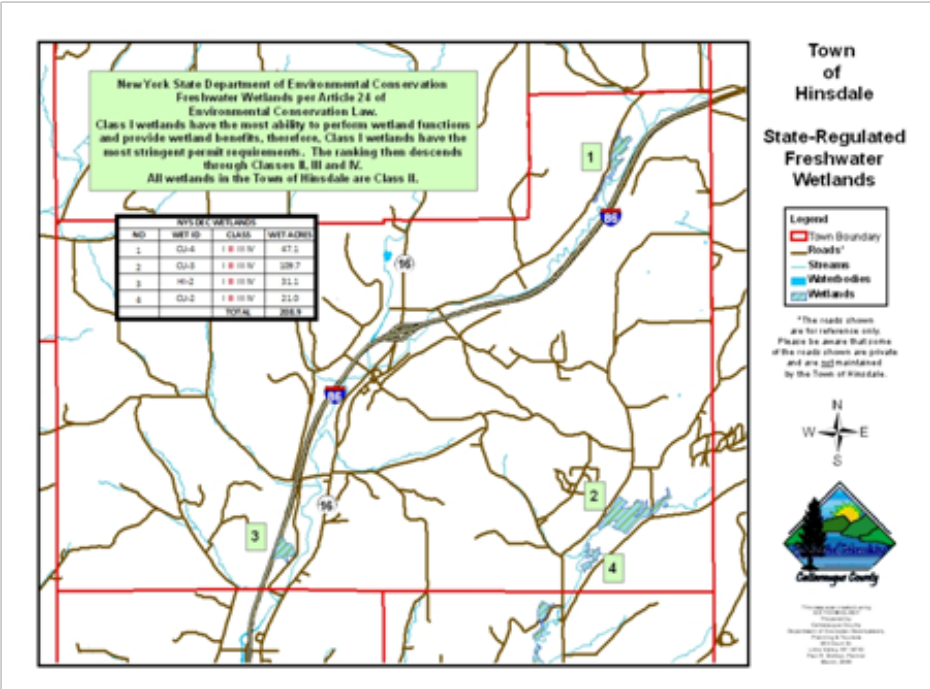 Town
of
Hinsdale
State-Regulated
Freshwater
Wetlands
New York State Department of Environmental Conservation
Freshwater Wetlands per Article 24 of
Environmental Conservation Law.
Class I wetlands have the most ability to perform wetland functions
and provide wetland benefits, therefore, Class I wetlands have the
most stringent permit requirements. The ranking then descends
through Classes II, III and IV.
All wetlands in the Town of Hinsdale are Class II.
NYS DEC WETLANDS
NO WET ID CLASS WET ACRES
1 CU-4 I II III IV 47.1
2 CU-3 I II III IV 109.7
3 HI-2 I II III IV 31.1
4 CU-2 I II III IV 21.0
TOTAL 208.9
1
86
16
86
16
2
3
4
Legend
Town Boundary
Roads*
Streams
Waterbodies
Wetlands
*The roads shown
are for reference only.
Please be aware that some
of the roads shown are private
and are not maintained
by the Town of Hinsdale.
N
W E
S
Cattaraugus County